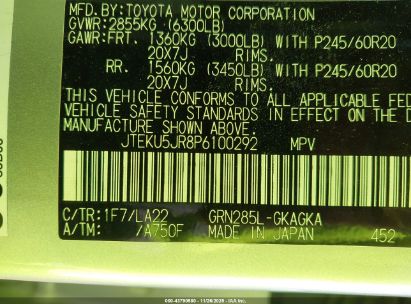 MFD.BY:TOYOTA MOTOR CORPORATION
GVWR:2855KG (6300LB)
GAWR:FRT. 1360KG (3000LB) WITH P245/60R20
20X7J RIMS.
RR. 1560KG (3450LB) WITH P245/60R20
20X7J RIMS.
THIS VEHICLE CONFORMS TO ALL APPLICABLE FED
VEHICLE SAFETY STANDARDS IN EFFECT ON THE D
MANUFACTURE SHOWN ABOVE.
JTEKU5JR8P6100292 MPV
C/TR:1F7/LA22 GRN285L-GKAGKA
A/TM: /A750F MADE IN JAPAN 452